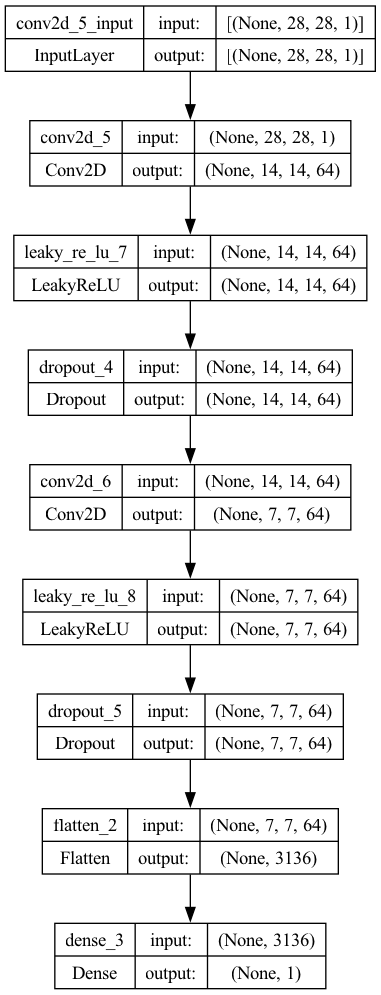 conv2d_5_input input: [(None, 28, 28, 1)]
InputLayer output: [(None, 28, 28, 1)]
conv2d_5 input: (None, 28, 28, 1)
Conv2D output: (None, 14, 14, 64)
leaky_re_lu_7 input: (None, 14, 14, 64)
LeakyReLU output: (None, 14, 14, 64)
dropout_4 input: (None, 14, 14, 64)
Dropout output: (None, 14, 14, 64)
conv2d_6 input: (None, 14, 14, 64)
Conv2D output: (None, 7, 7, 64)
leaky_re_lu_8 input: (None, 7, 7, 64)
LeakyReLU output: (None, 7, 7, 64)
dropout_5 input: (None, 7, 7, 64)
Dropout output: (None, 7, 7, 64)
flatten_2 input: (None, 7, 7, 64)
Flatten output: (None, 3136)
dense_3 input: (None, 3136)
Dense output: (None, 1)